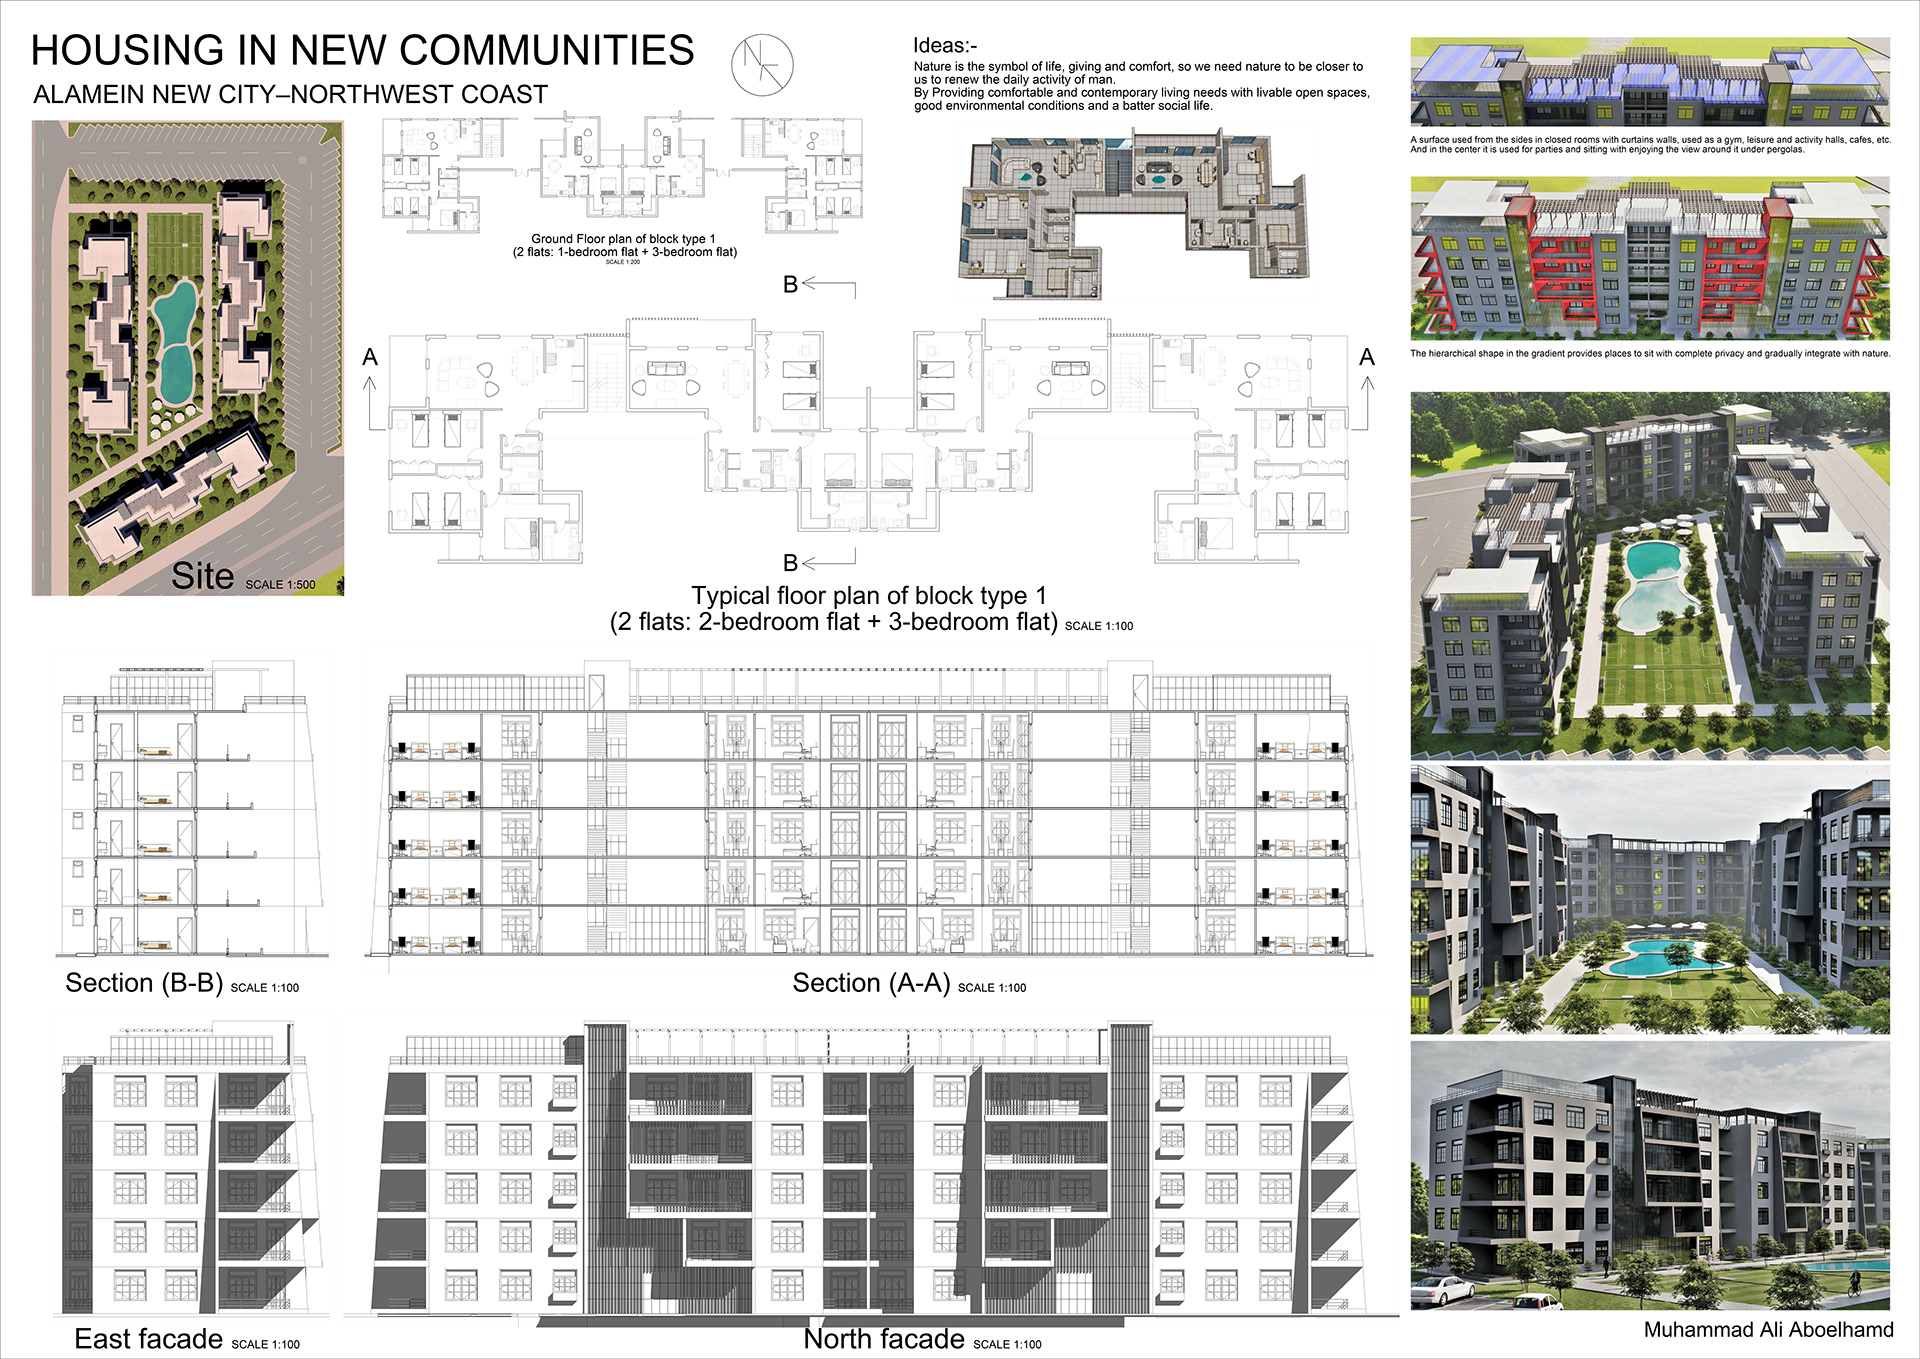 HOUSING IN NEW COMMUNITIES
ALAMEIN NEW CITY–NORTHWEST COAST
N
Ideas:-
Nature is the symbol of life, giving and comfort, so we need nature to be closer to
us to renew the daily activity of man.
By Providing comfortable and contemporary living needs with livable open spaces,
good environmental conditions and a batter social life.
A surface used from the sides in closed rooms with curtains walls, used as a gym, leisure and activity halls, cafes, etc.
And in the center it is used for parties and sitting with enjoying the view around it under pergolas.
Ground Floor plan of block type 1
(2 flats: 1-bedroom flat + 3-bedroom flat)
SCALE 1:200
B
A
A
The hierarchical shape in the gradient provides places to sit with complete privacy and gradually integrate with nature.
B
Site SCALE 1:500
Typical floor plan of block type 1
(2 flats: 2-bedroom flat + 3-bedroom flat) SCALE 1:100
Section (B-B) SCALE 1:100
Section (A-A) SCALE 1:100
East facade SCALE 1:100
North facade SCALE 1:100
Muhammad Ali Aboelhamd